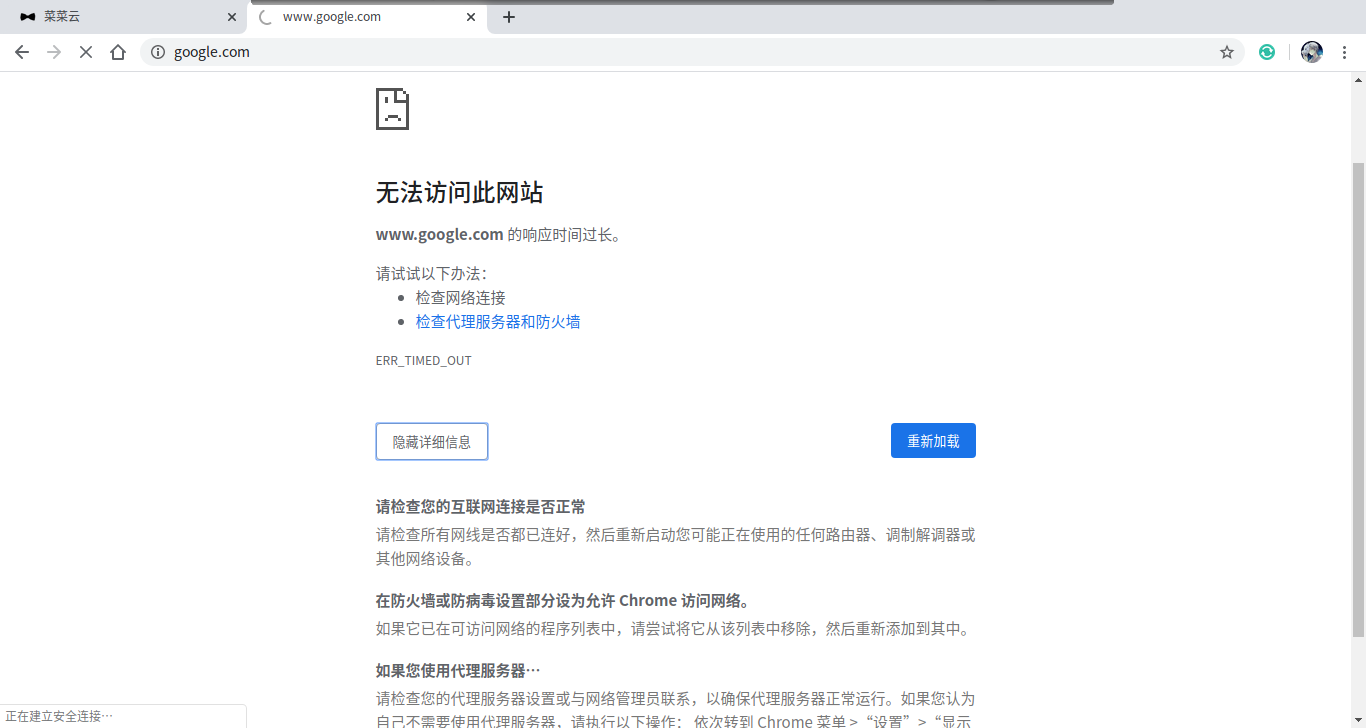 菜菜云
www.google.com
google.com
无法访问此网站
www.google.com 的响应时间过长。
请试试以下办法：
检查网络连接
检查代理服务器和防火墙
ERR_TIMED_OUT
隐藏详细信息
重新加载
请检查您的互联网连接是否正常
请检查所有网线是否都已连好，然后重新启动您可能正在使用的任何路由器、调制解调器或
其他网络设备。
在防火墙或防病毒设置部分设为允许 Chrome 访问网络。
如果它已在可访问网络的程序列表中，请尝试将它从该列表中移除，然后重新添加到其中。
如果您使用代理服务器…
请检查您的代理服务器设置或与网络管理员联系，以确保代理服务器正常运行。如果您认为
自己不需要使用代理服务器，请执行以下操作： 依次转到 Chrome 菜单 >“设置”>“显示
正在建立安全连接…